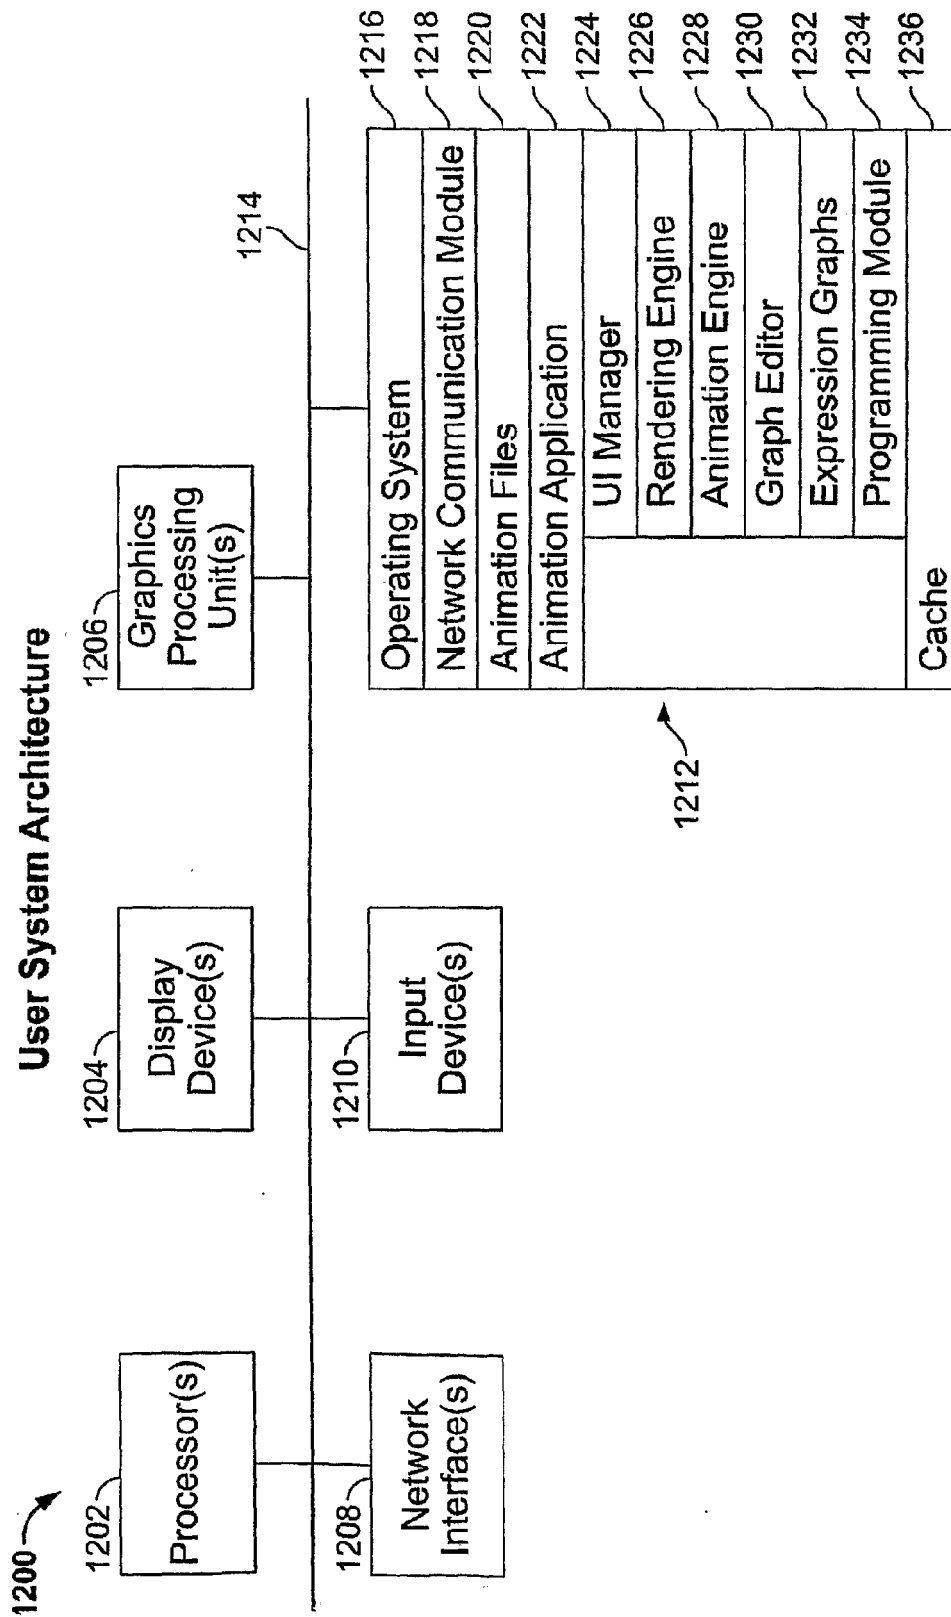 User System Architecture
1200
1202
Processor(s)
1204
Display
Device(s)
1206
Graphics
Processing
Unit(s)
1214
1208
Network
Interface(s)
1210
Input
Device(s)
1212
Operating System
1216
Network Communication Module
1218
Animation Files
1220
Animation Application
1222
UI Manager
1224
Rendering Engine
1226
Animation Engine
1228
Graph Editor
1230
Expression Graphs
1232
Programming Module
1234
Cache
1236